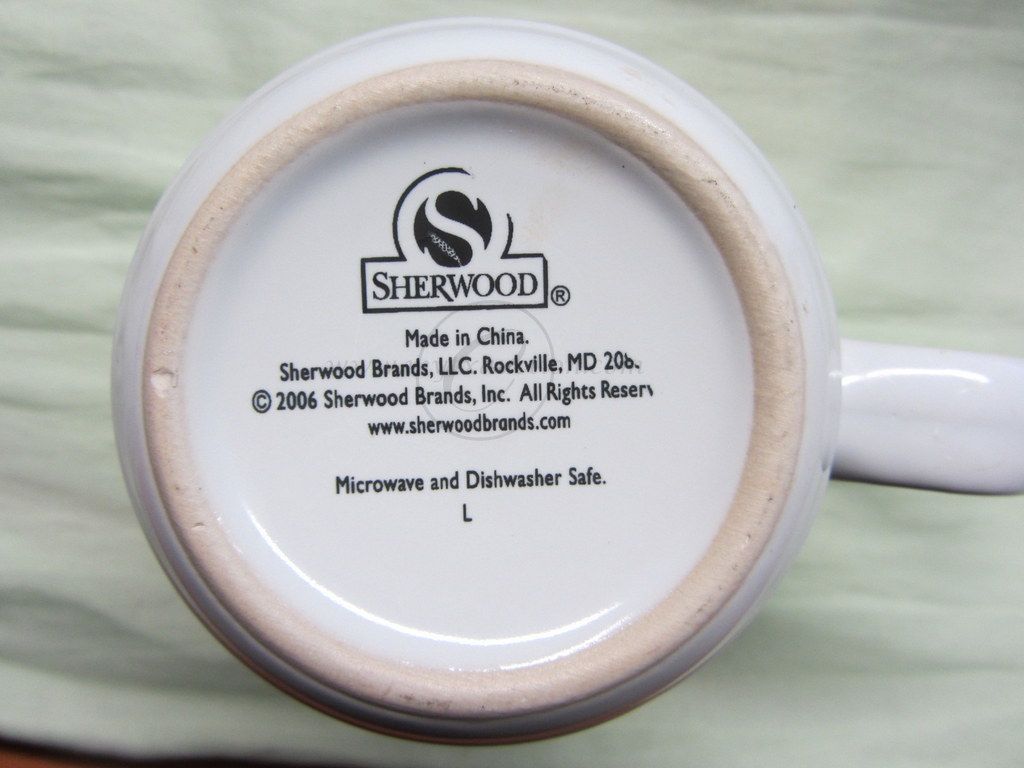 S
SHERWOOD ®
Made in China.
Sherwood Brands, LLC. Rockville, MD
© 2006 Sherwood Brands, Inc. All Rights Reserv
www.sherwoodbrands.com
Microwave and Dishwasher Safe.
L